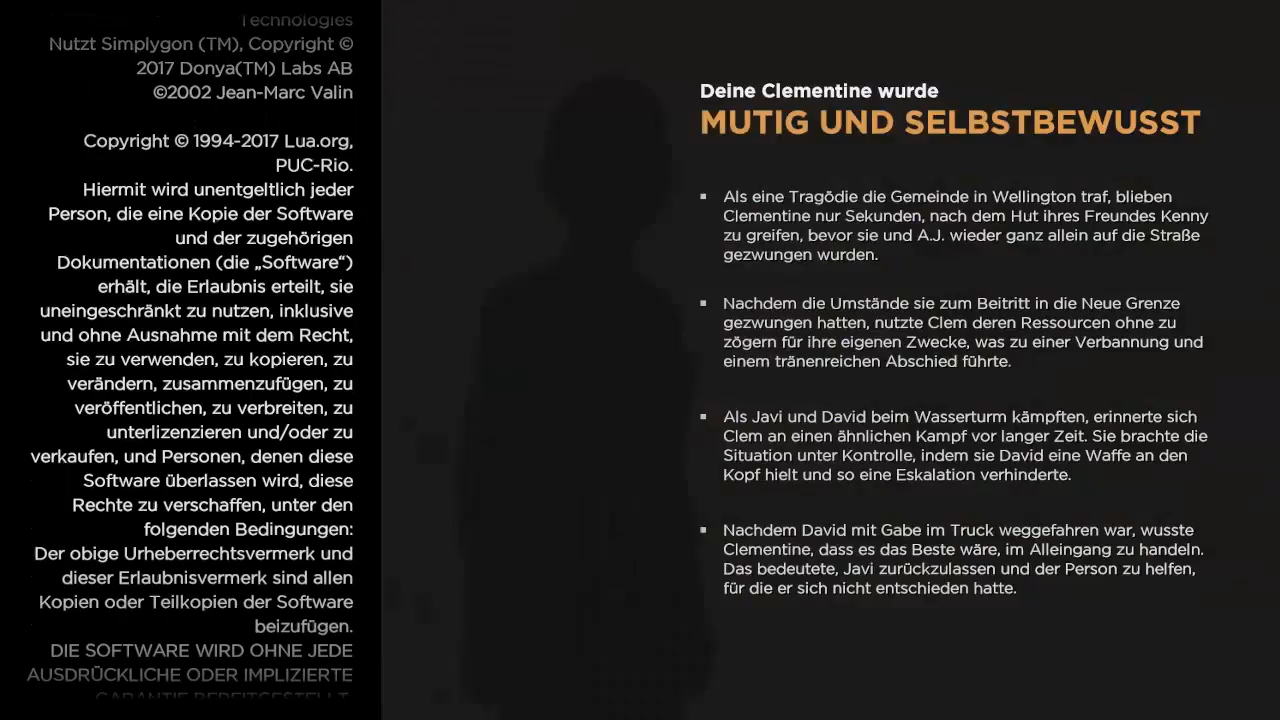 Technologies
Nutzt Simplygon (TM), Copyright ©
2017 Donya(TM) Labs AB
©2002 Jean-Marc Valin
Copyright © 1994-2017 Lua.org,
PUC-Rio.
Hiermit wird unentgeltlich jeder
Person, die eine Kopie der Software
und der zugehörigen
Dokumentationen (die „Software“)
erhält, die Erlaubnis erteilt, sie
uneingeschränkt zu nutzen, inklusive
und ohne Ausnahme mit dem Recht,
sie zu verwenden, zu kopieren, zu
verändern, zusammenzufügen, zu
veröffentlichen, zu verbreiten, zu
unterlizenzieren und/oder zu
verkaufen, und Personen, denen diese
Software überlassen wird, diese
Rechte zu verschaffen, unter den
folgenden Bedingungen:
Der obige Urheberrechtsvermerk und
dieser Erlaubnisvermerk sind allen
Kopien oder Teilkopien der Software
beizufügen.
DIE SOFTWARE WIRD OHNE JEDE
AUSDRÜCKLICHE ODER IMPLIZIERTE
GARANTIE BEREITGESTELLT,
Deine Clementine wurde
MUTIG UND SELBSTBEWUSST
▪ Als eine Tragödie die Gemeinde in Wellington traf, blieben
Clementine nur Sekunden, nach dem Hut ihres Freundes Kenny
zu greifen, bevor sie und A.J. wieder ganz allein auf die Straße
gezwungen wurden.
▪ Nachdem die Umstände sie zum Beitritt in die Neue Grenze
gezwungen hatten, nutzte Clem deren Ressourcen ohne zu
zögern für ihre eigenen Zwecke, was zu einer Verbannung und
einem tränenreichen Abschied führte.
▪ Als Javi und David beim Wasserturm kämpften, erinnerte sich
Clem an einen ähnlichen Kampf vor langer Zeit. Sie brachte die
Situation unter Kontrolle, indem sie David eine Waffe an den
Kopf hielt und so eine Eskalation verhinderte.
▪ Nachdem David mit Gabe im Truck weggefahren war, wusste
Clementine, dass es das Beste wäre, im Alleingang zu handeln.
Das bedeutete, Javi zurückzulassen und der Person zu helfen,
für die er sich nicht entschieden hatte.